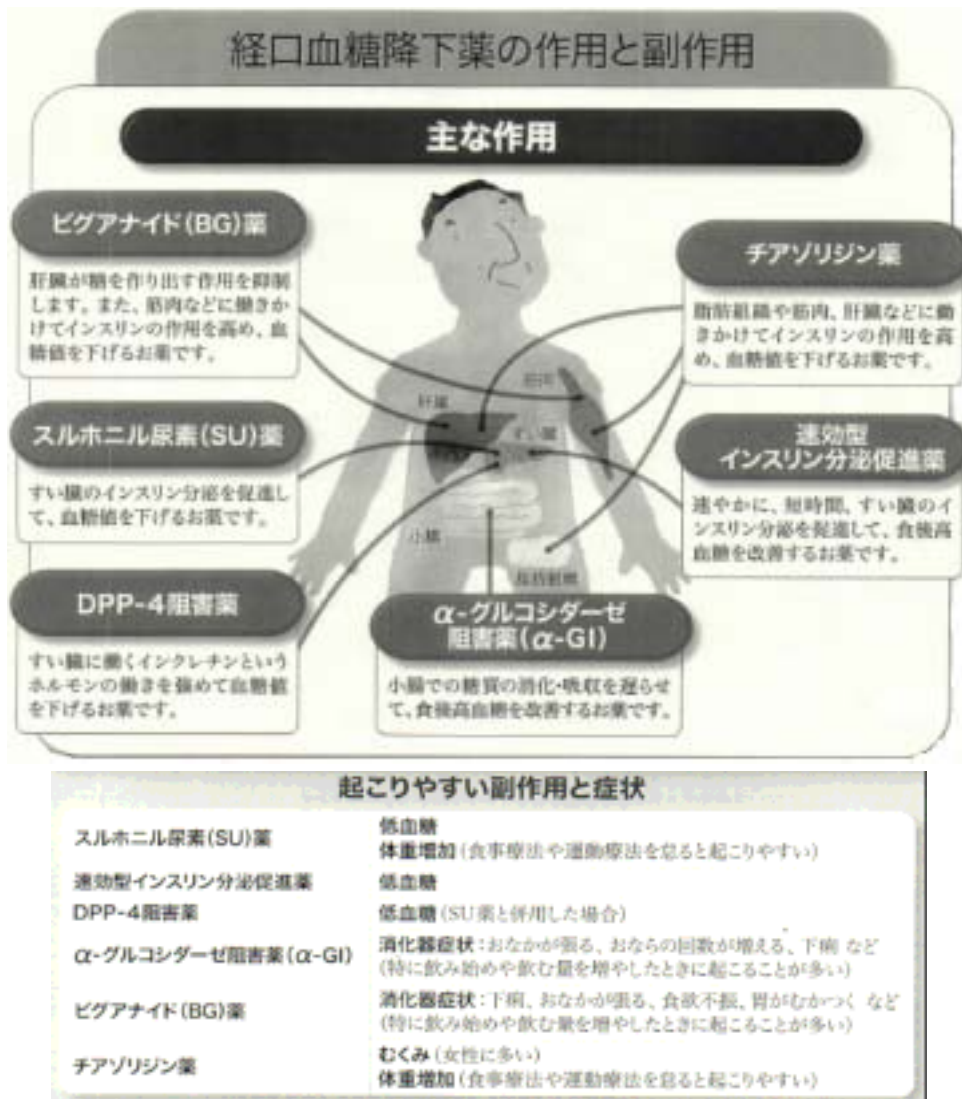 経口血糖降下薬の作用と副作用
主な作用
ビグアナイド(BG)薬
肝臓が糖を作り出す作用を抑制
します。また、筋肉などに働きか
けてインスリンの作用を高め、血
糖値を下げるお薬です。
チアゾリジン薬
脂肪組織や筋肉、肝臓などに働
きかけてインスリンの作用を高
め、血糖値を下げるお薬です。
筋肉
肝臓
すい臓
小腸
脂肪組織
スルホニル尿素(SU)薬
すい臓のインスリン分泌を促進し
て、血糖値を下げるお薬です。
速効型
インスリン分泌促進薬
速やかに、短時間、すい臓のイ
ンスリン分泌を促進して、食後高
血糖を改善するお薬です。
DPP-4阻害薬
すい臓に働くインクレチンという
ホルモンの働きを強めて血糖値
を下げるお薬です。
α-グルコシダーゼ
阻害薬(α-GI)
小腸での糖質の消化・吸収を遅らせ
て、食後高血糖を改善するお薬です。
起こりやすい副作用と症状
スルホニル尿素(SU)薬
低血糖
体重増加(食事療法や運動療法を怠ると起こりやすい)
速効型インスリン分泌促進薬
低血糖
DPP-4阻害薬
低血糖(SU薬と併用した場合)
α-グルコシダーゼ阻害薬(α-GI)
消化器症状:おなかが張る、おならの回数が増える、下痢 など
(特に飲み始めや飲む量を増やしたときに起こることが多い)
ビグアナイド(BG)薬
消化器症状:下痢、おなかが張る、食欲不振、胃がむかつく など
(特に飲み始めや飲む量を増やしたときに起こることが多い)
チアゾリジン薬
むくみ(女性に多い)
体重増加(食事療法や運動療法を怠ると起こりやすい)